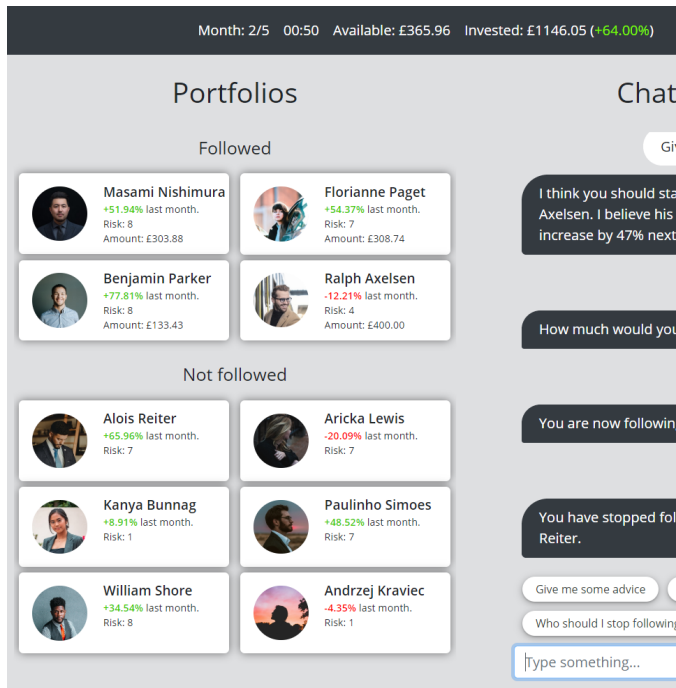 Month: 2/5 00:50 Available: £365.96 Invested: £1146.05 (+64.00%)
Portfolios
Followed
Masami Nishimura
+51.94% last month.
Risk: 8
Amount: £303.88
Florianne Paget
+54.37% last month.
Risk: 7
Amount: £308.74
Benjamin Parker
+77.81% last month.
Risk: 8
Amount: £133.43
Ralph Axelsen
-12.21% last month.
Risk: 4
Amount: £400.00
Not followed
Alois Reiter
+65.96% last month.
Risk: 7
Aricka Lewis
-20.09% last month.
Risk: 7
Kanya Bunnag
+8.91% last month.
Risk: 1
Paulinho Simoes
+48.52% last month.
Risk: 7
William Shore
+34.54% last month.
Risk: 8
Andrzej Kraviec
-4.35% last month.
Risk: 1
Chat
I think you should sta
Axelsen. I believe his
increase by 47% next
How much would you
You are now following
You have stopped fol
Reiter.
Give me some advice
Who should I stop following
Type something...